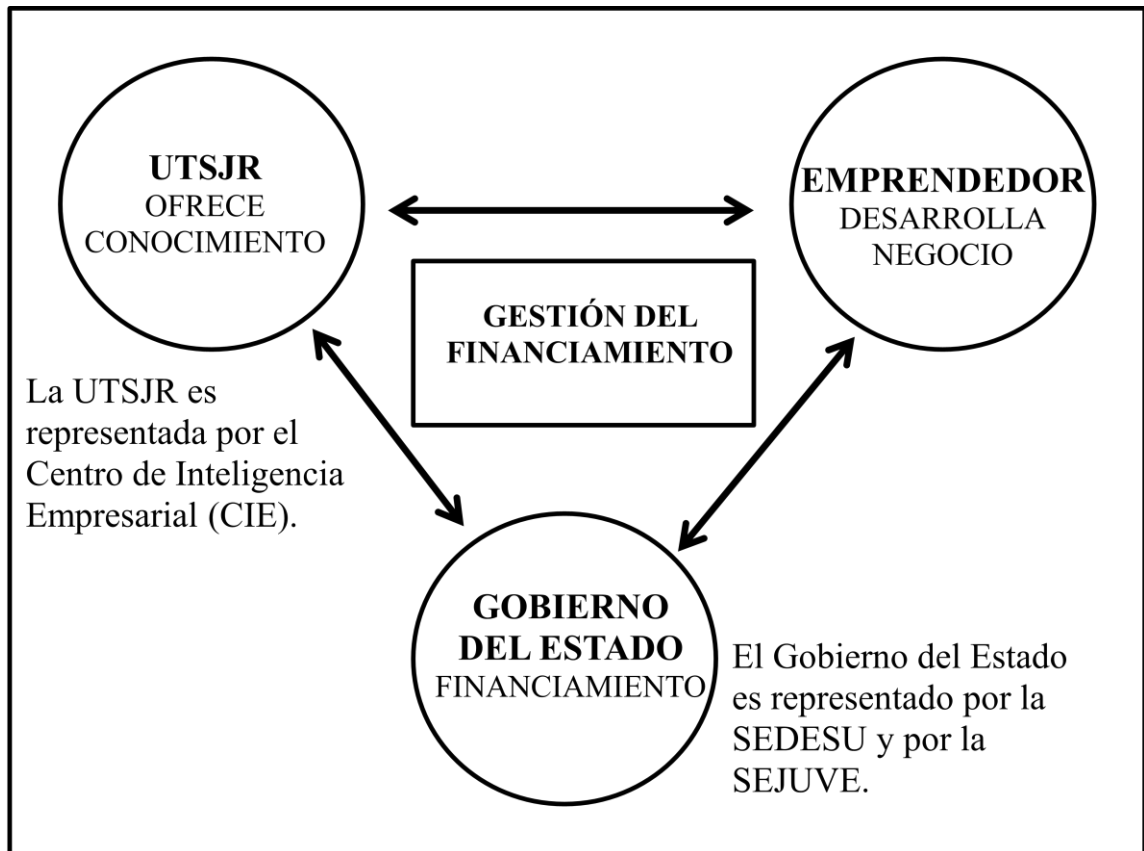 UTSJR
OFRECE
CONOCIMIENTO
EMPRENDEDOR
DESARROLLA
NEGOCIO
GESTIÓN DEL
FINANCIAMIENTO
La UTSJR es
representada por el
Centro de Inteligencia
Empresarial (CIE).
GOBIERNO
DEL ESTADO
FINANCIAMIENTO
El Gobierno del Estado
es representado por la
SEDESU y por la
SEJUVE.